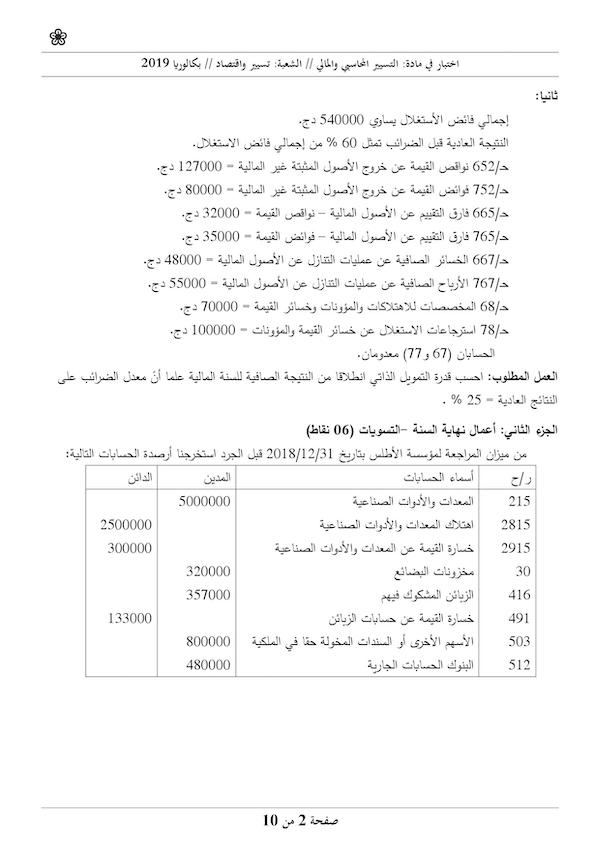 اختبار في مادة: التسيير المحاسبي والمالي // الشعبة: تسيير واقتصاد // بكالوريا 2019
ثانيا:
إجمالي فائض الأستغلال يساوي 540000 دج.
النتيجة العادية قبل الضرائب تمثل 60 % من إجمالي فائض الاستغلال.
حـ/652 نواقص القيمة عن خروج الأصول المثبتة غير المالية = 127000 دج.
حـ/752 فوائض القيمة عن خروج الأصول المثبتة غير المالية = 80000 دج.
حـ/665 فارق التقييم عن الأصول المالية – نواقص القيمة = 32000 دج.
حـ/765 فارق التقييم عن الأصول المالية – فوائض القيمة = 35000 دج.
حـ/667 الخسائر الصافية عن عمليات التنازل عن الأصول المالية = 48000 دج.
حـ/767 الأرباح الصافية عن عمليات التنازل عن الأصول المالية = 55000 دج.
حـ/68 المخصصات للاهتلاكات والمؤونات وخسائر القيمة = 70000 دج.
حـ/78 استرجاعات الاستغلال عن خسائر القيمة والمؤونات = 100000 دج.
الحسابان (67 و77) معدومان.
العمل المطلوب: احسب قدرة التمويل الذاتي انطلاقا من النتيجة الصافية للسنة المالية علما أنّ معدل الضرائب على
النتائج العادية = 25 % .
الجزء الثاني: أعمال نهاية السنة –التسويات (06 نقاط)
من ميزان المراجعة لمؤسسة الأطلس بتاريخ 2018/12/31 قبل الجرد استخرجنا أرصدة الحسابات التالية:
ر/ح أسماء الحسابات المدين الدائن
215 المعدات والأدوات الصناعية 5000000
2815 اهتلاك المعدات والأدوات الصناعية 2500000
2915 خسارة القيمة عن المعدات والأدوات الصناعية 300000
30 مخزونات البضائع 320000
416 الزبائن المشكوك فيهم 357000
491 خسارة القيمة عن حسابات الزبائن 133000
503 الأسهم الأخرى أو السندات المخولة حقا في الملكية 800000
512 البنوك الحسابات الجارية 480000
صفحة 2 من 10